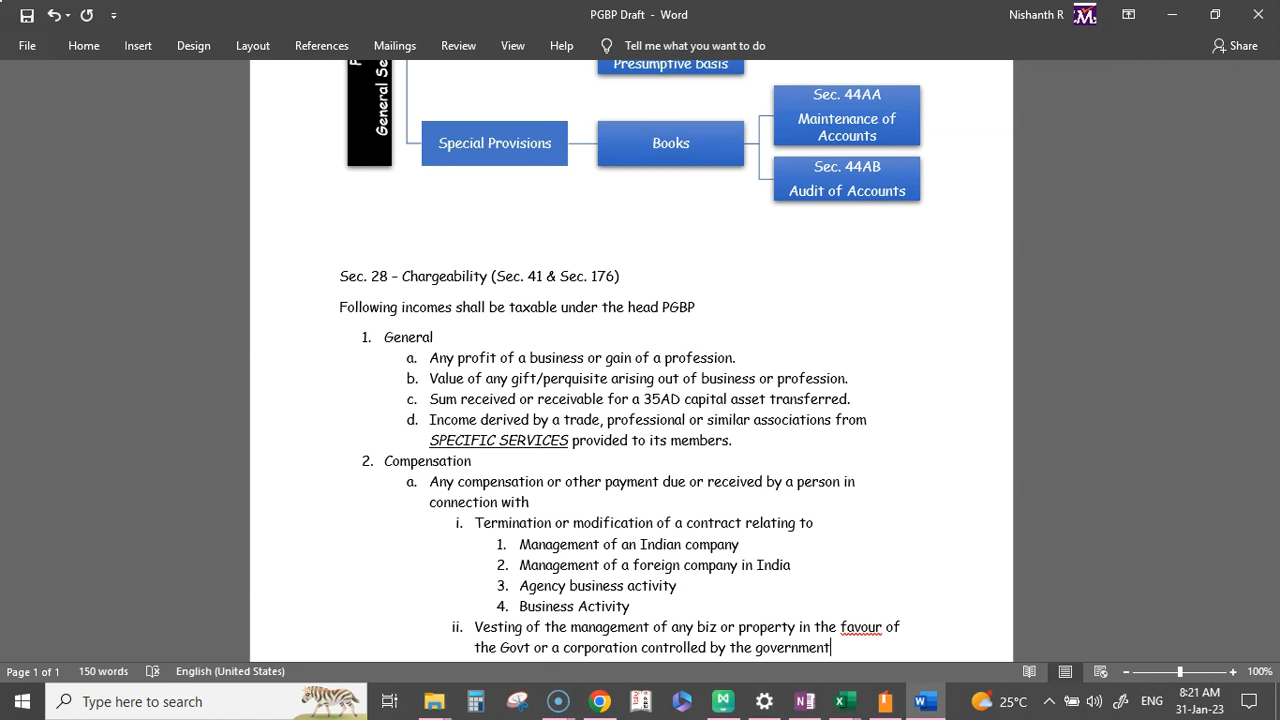 PGBP Draft - Word
Nishanth R
File Home Insert Design Layout References Mailings Review View Help Tell me what you want to do Share
General Se
Presumptive basis
Sec. 44AA
Maintenance of
Accounts
Special Provisions
Books
Sec. 44AB
Audit of Accounts
Sec. 28 – Chargeability (Sec. 41 & Sec. 176)
Following incomes shall be taxable under the head PGBP
1. General
a. Any profit of a business or gain of a profession.
b. Value of any gift/perquisite arising out of business or profession.
c. Sum received or receivable for a 35AD capital asset transferred.
d. Income derived by a trade, professional or similar associations from
SPECIFIC SERVICES provided to its members.
2. Compensation
a. Any compensation or other payment due or received by a person in
connection with
i. Termination or modification of a contract relating to
1. Management of an Indian company
2. Management of a foreign company in India
3. Agency business activity
4. Business Activity
ii. Vesting of the management of any biz or property in the favour of
the Govt or a corporation controlled by the government
Page 1 of 1 150 words English (United States) 100%
Type here to search
25°C ENG
8:21 AM
31-Jan-23